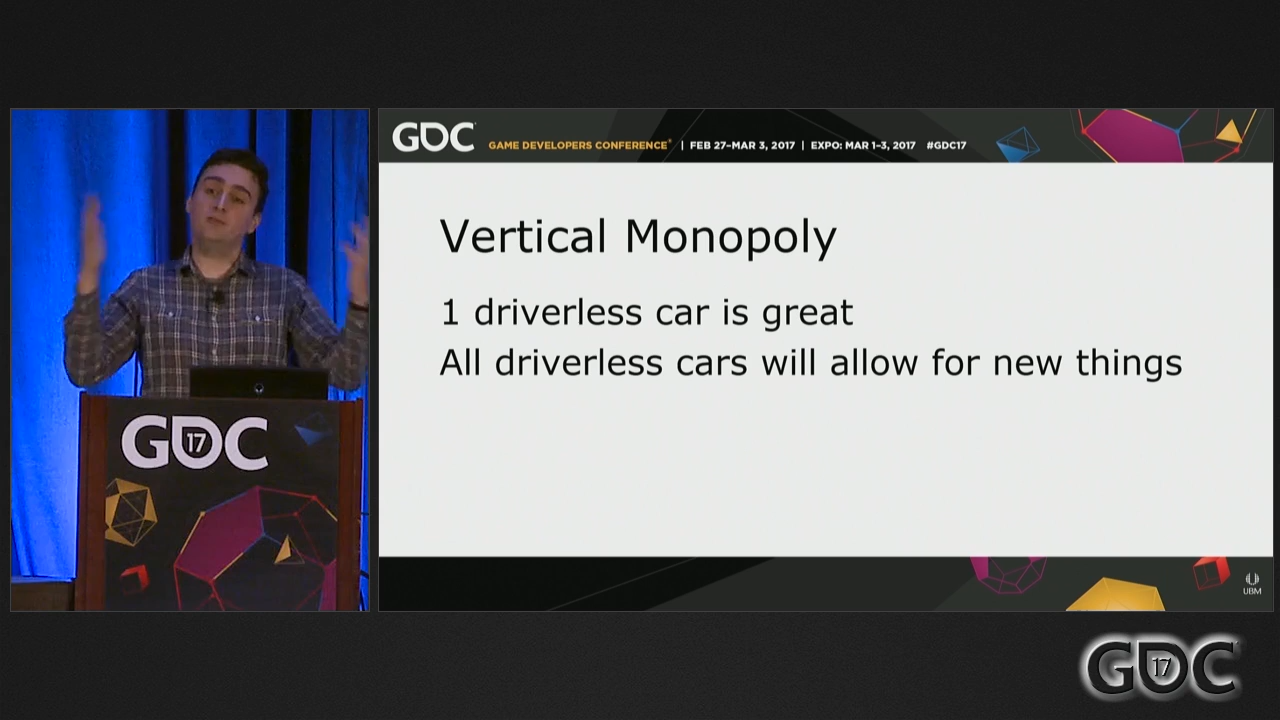 GDC GAME DEVELOPERS CONFERENCE® | FEB 27–MAR 3, 2017 | EXPO: MAR 1–3, 2017 #GDC17
Vertical Monopoly
1 driverless car is great
All driverless cars will allow for new things
GDC 17
UBM
GDC 17